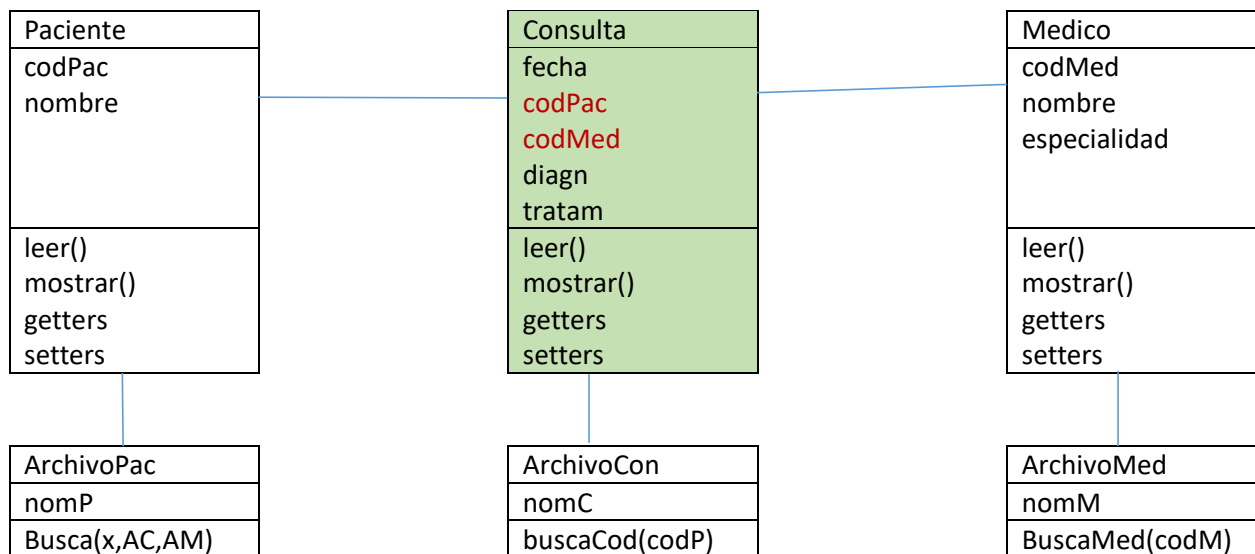 Paciente
codPac
nombre
leer()
mostrar()
getters
setters
Consulta
fecha
codPac
codMed
diagn
tratam
leer()
mostrar()
getters
setters
Medico
codMed
nombre
especialidad
leer()
mostrar()
getters
setters
ArchivoPac
nomP
Busca(x,AC,AM)
ArchivoCon
nomC
buscaCod(codP)
ArchivoMed
nomM
BuscaMed(codM)